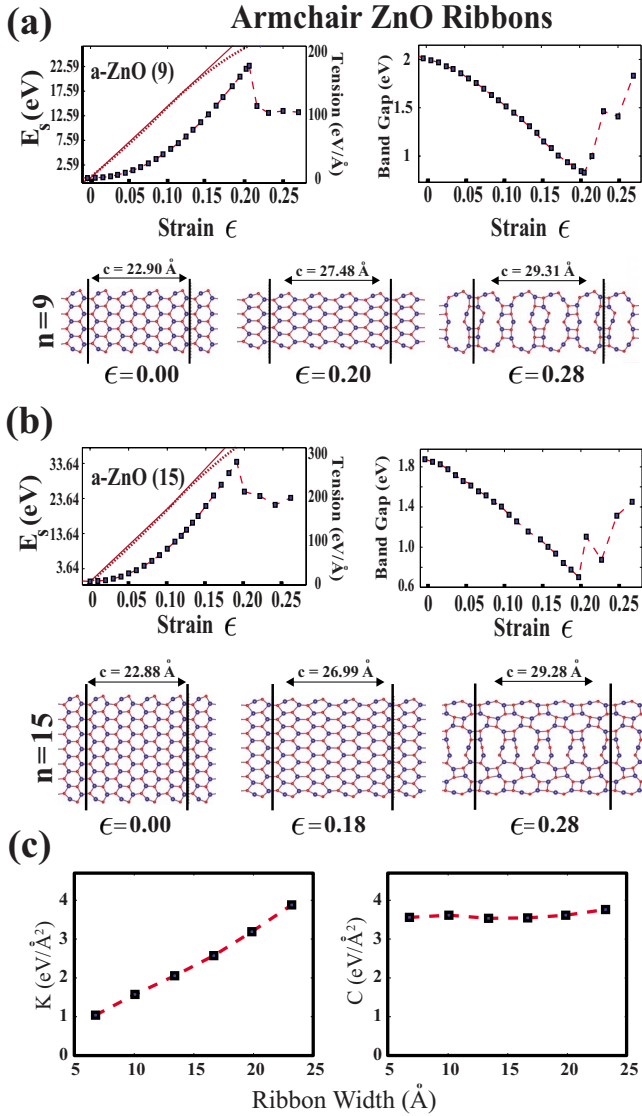 (a)
Armchair ZnO Ribbons
a-ZnO (9)
E_s (eV)
22.59
17.59
12.59
7.59
2.59
200
100
0
Tension (eV/Å)
0
0.05
0.10
0.15
0.20
0.25
Strain ϵ
Band Gap (eV)
2
1.5
1
0
0.05
0.10
0.15
0.20
0.25
Strain ϵ
n=9
c = 22.90 Å
c = 27.48 Å
c = 29.31 Å
ϵ=0.00
ϵ=0.20
ϵ=0.28
(b)
a-ZnO (15)
E_s (eV)
33.64
23.64
13.64
3.64
300
200
100
0
Tension (eV/Å)
0
0.05
0.10
0.15
0.20
0.25
Strain ϵ
Band Gap (eV)
1.8
1.4
1.0
0.6
0
0.05
0.10
0.15
0.20
0.25
Strain ϵ
n=15
c = 22.88 Å
c = 26.99 Å
c = 29.28 Å
ϵ=0.00
ϵ=0.18
ϵ=0.28
(c)
K (eV/Å²)
4
3
2
1
0
5
10
15
20
25
C (eV/Å²)
4
3
2
1
0
5
10
15
20
25
Ribbon Width (Å)